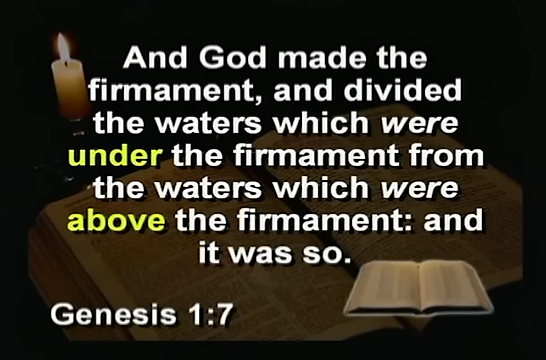 And God made the
firmament, and divided
the waters which were
under the firmament from
the waters which were
above the firmament: and
it was so.
Genesis 1:7